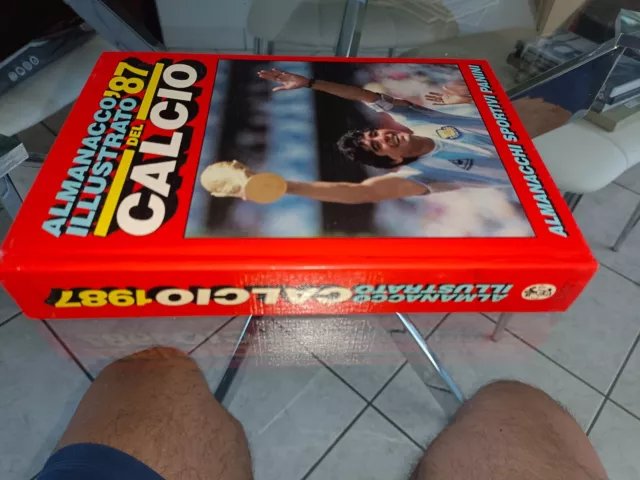 ALMANACCO
ILLUSTRATO '87
DEL
CALCIO
ALMANACCHI SPORTIVI PANINI
ALMANACCO
ILLUSTRATO
CALCIO 1987